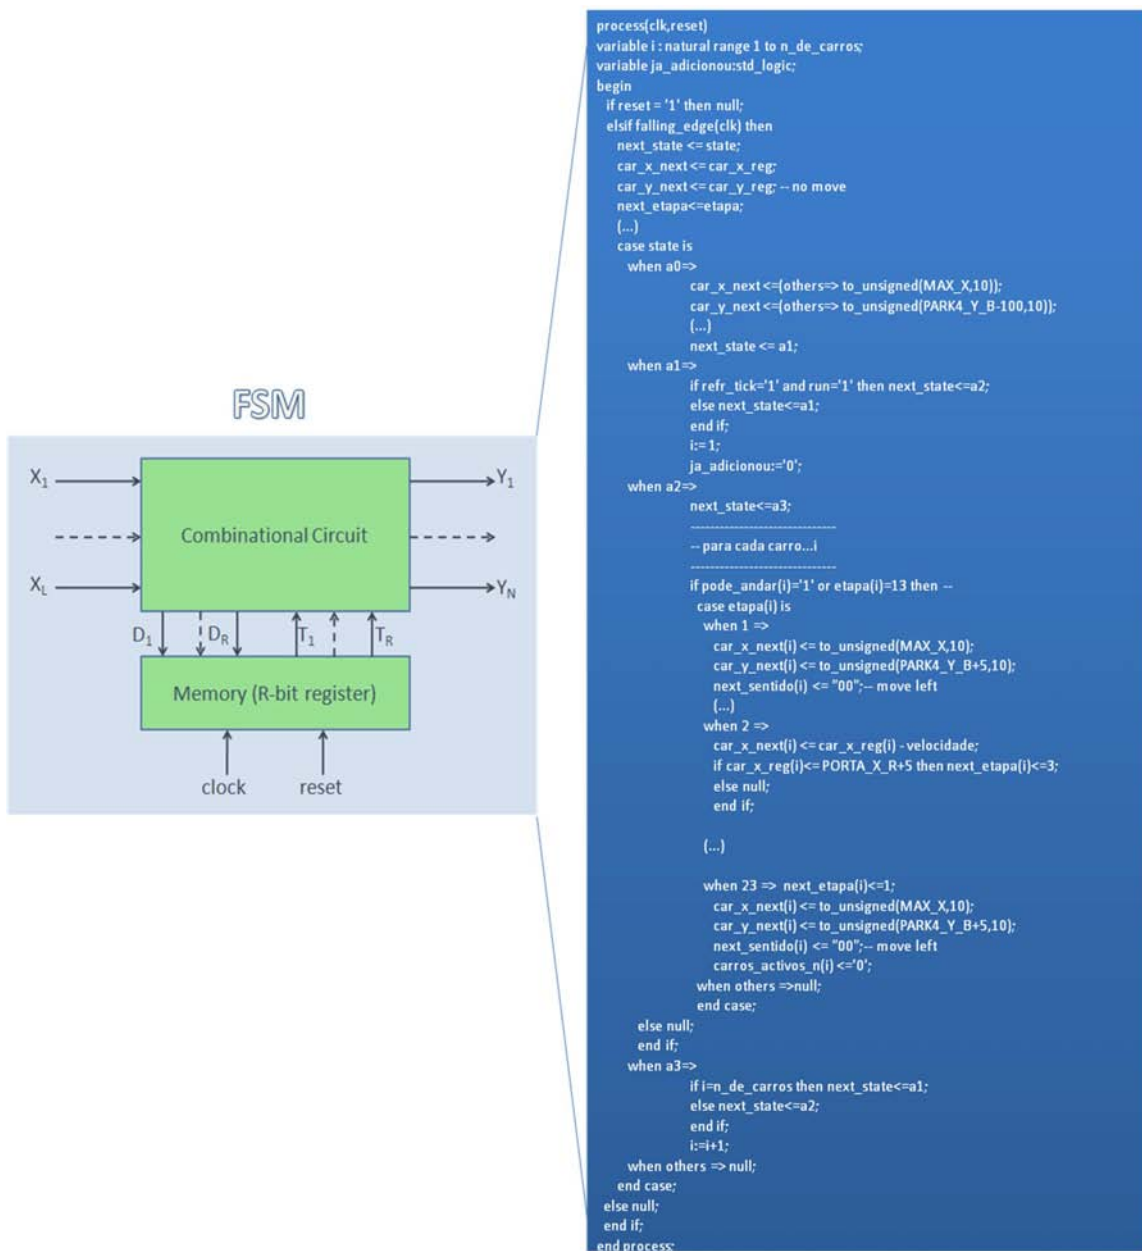 FSM
X1
Y1
Combinational Circuit
XL
YN
D1
DR
T1
TR
Memory (R-bit register)
clock
reset
process(clk,reset)
variable i : natural range 1 to n_de_carros;
variable ja_adicionou:std_logic;
begin
if reset = '1' then null;
elsif falling_edge(clk) then
next_state <= state;
car_x_next <= car_x_reg;
car_y_next <= car_y_reg; -- no move
next_etapa<=etapa;
(...)
case state is
when a0=>
car_x_next <=(others=> to_unsigned(MAX_X,10));
car_y_next <=(others=> to_unsigned(PARK4_Y_B-100,10));
(...)
next_state <= a1;
when a1=>
if refr_tick='1' and run='1' then next_state<=a2;
else next_state<=a1;
end if;
i:= 1;
ja_adicionou:='0';
when a2=>
next_state<=a3;
------------------------------
-- para cada carro...i
------------------------------
if pode_andar(i)='1' or etapa(i)=13 then --
case etapa(i) is
when 1 =>
car_x_next(i) <= to_unsigned(MAX_X,10);
car_y_next(i) <= to_unsigned(PARK4_Y_B+5,10);
next_sentido(i) <= "00";-- move left
(...)
when 2 =>
car_x_next(i) <= car_x_reg(i) - velocidade;
if car_x_reg(i)<= PORTA_X_R+5 then next_etapa(i)<=3;
else null;
end if;
(...)
when 23 => next_etapa(i)<=1;
car_x_next(i) <= to_unsigned(MAX_X,10);
car_y_next(i) <= to_unsigned(PARK4_Y_B+5,10);
next_sentido(i) <= "00";-- move left
carros_activos_n(i) <='0';
when others =>null;
end case;
else null;
end if;
when a3=>
if i=n_de_carros then next_state<=a1;
else next_state<=a2;
end if;
i:=i+1;
when others => null;
end case;
else null;
end if;
end process;